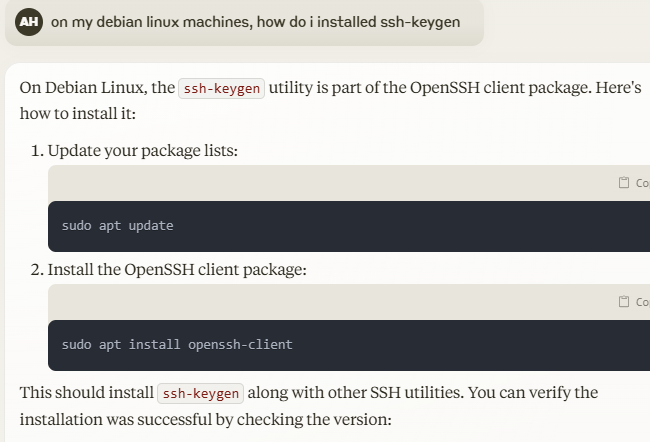 AH on my debian linux machines, how do i installed ssh-keygen
On Debian Linux, the ssh-keygen utility is part of the OpenSSH client package. Here's
how to install it:
1. Update your package lists:
Co
sudo apt update
2. Install the OpenSSH client package:
Co
sudo apt install openssh-client
This should install ssh-keygen along with other SSH utilities. You can verify the
installation was successful by checking the version: